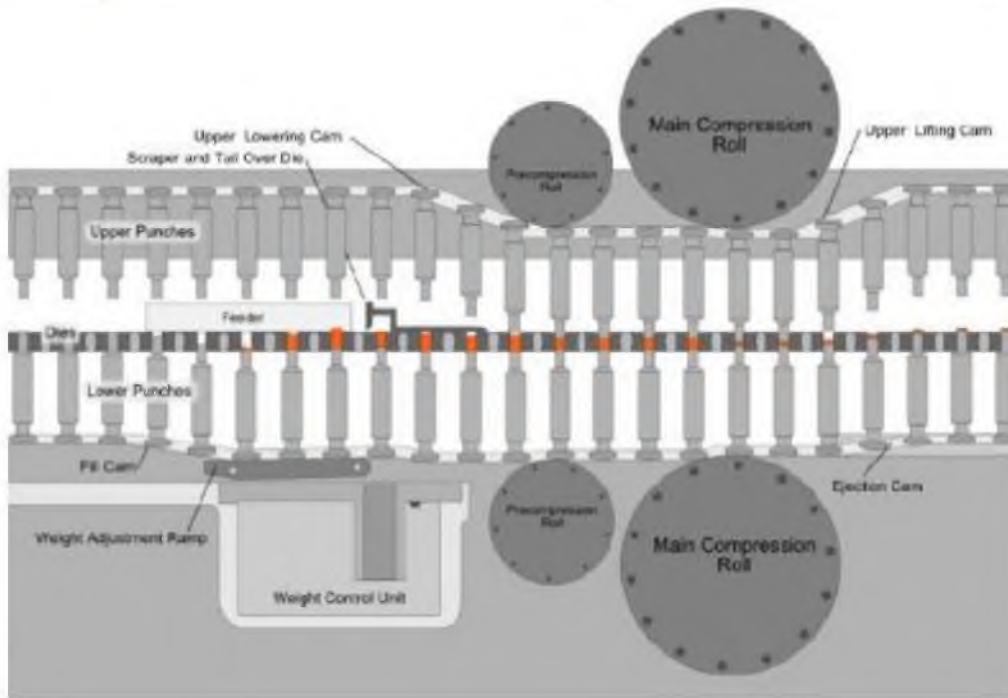 Main Compression
Roll
Upper Lowering Cam
Upper Lifting Cam
Scraper and Tail Over Die
Precompression
Roll
Upper Punches
Feeder
Dies
Lower Punches
Fill Cam
Ejection Cam
Precompression
Roll
Weight Adjustment Ramp
Main Compression
Roll
Weight Control Unit